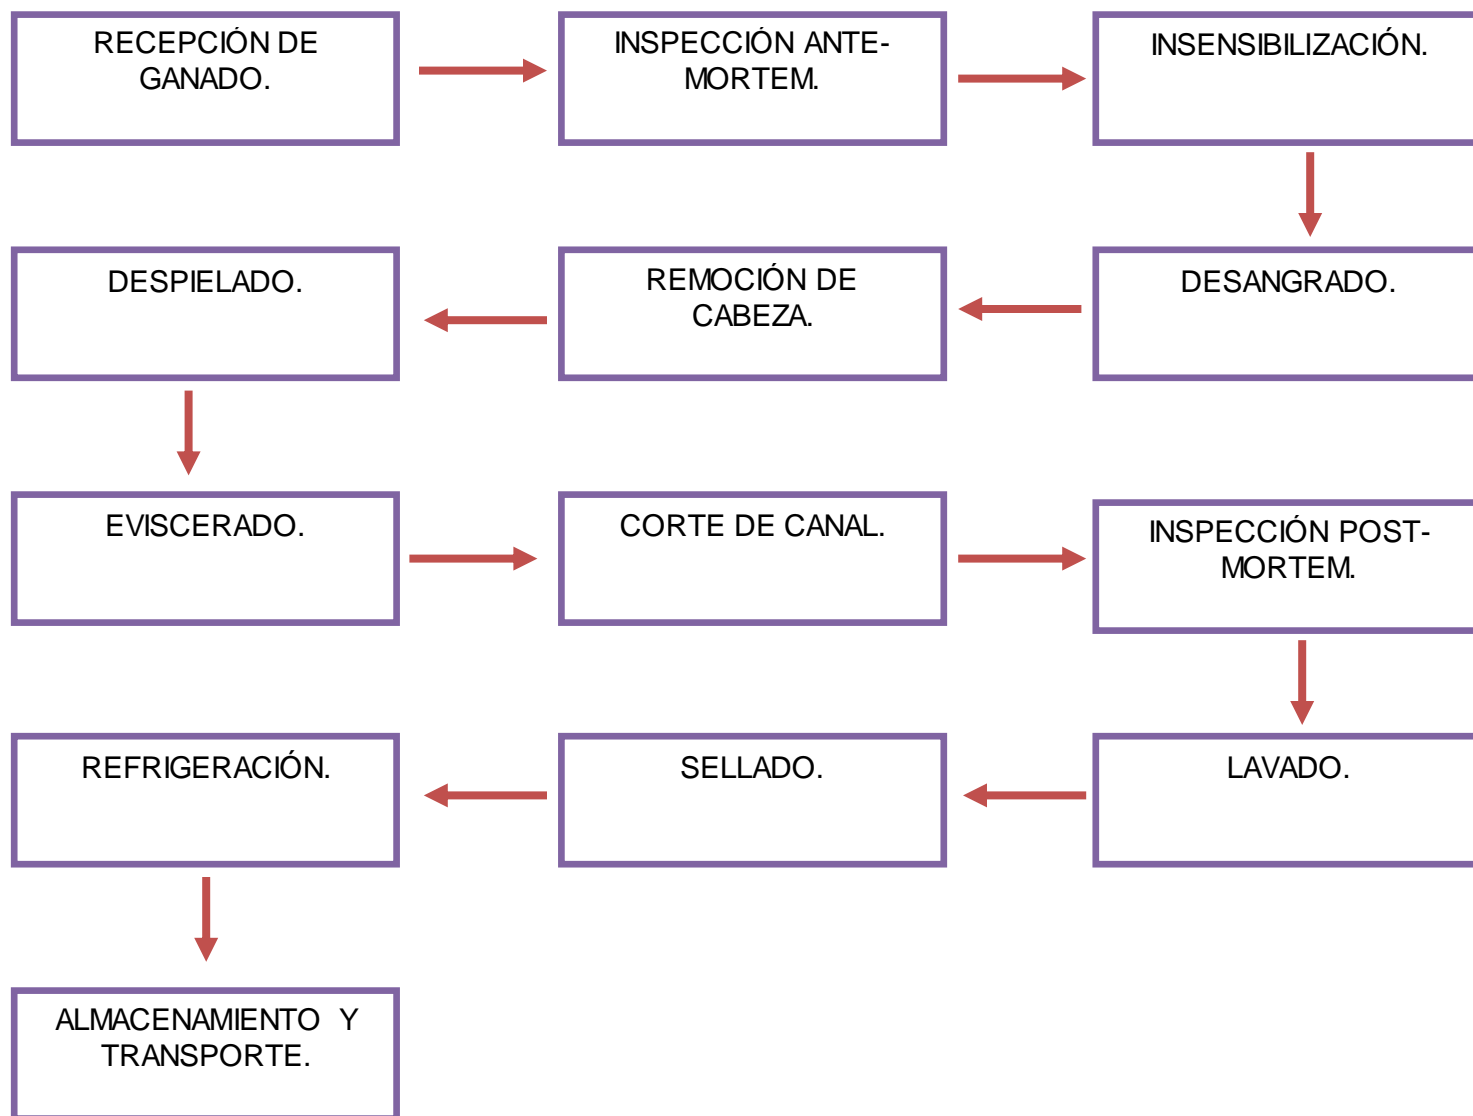 RECEPCIÓN DE
GANADO.
INSPECCIÓN ANTE-
MORTEM.
INSENSIBILIZACIÓN.
DESANGRADO.
REMOCIÓN DE
CABEZA.
DESPIELADO.
EVISCERADO.
CORTE DE CANAL.
INSPECCIÓN POST-
MORTEM.
LAVADO.
SELLADO.
REFRIGERACIÓN.
ALMACENAMIENTO Y
TRANSPORTE.